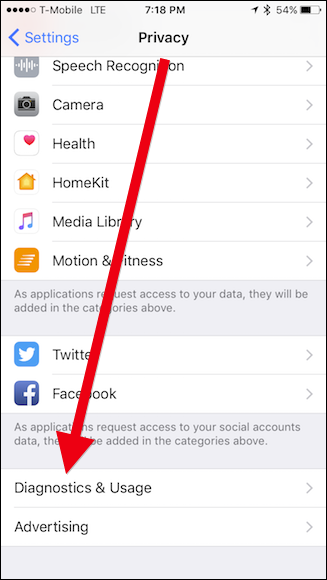 T-Mobile LTE 7:18 PM 54%
Settings Privacy
Speech Recognition
Camera
Health
HomeKit
Media Library
Motion & Fitness
As applications request access to your data, they will be
added in the categories above.
Twitter
Facebook
As applications request access to your social accounts
data, they will be added in the categories above.
Diagnostics & Usage
Advertising